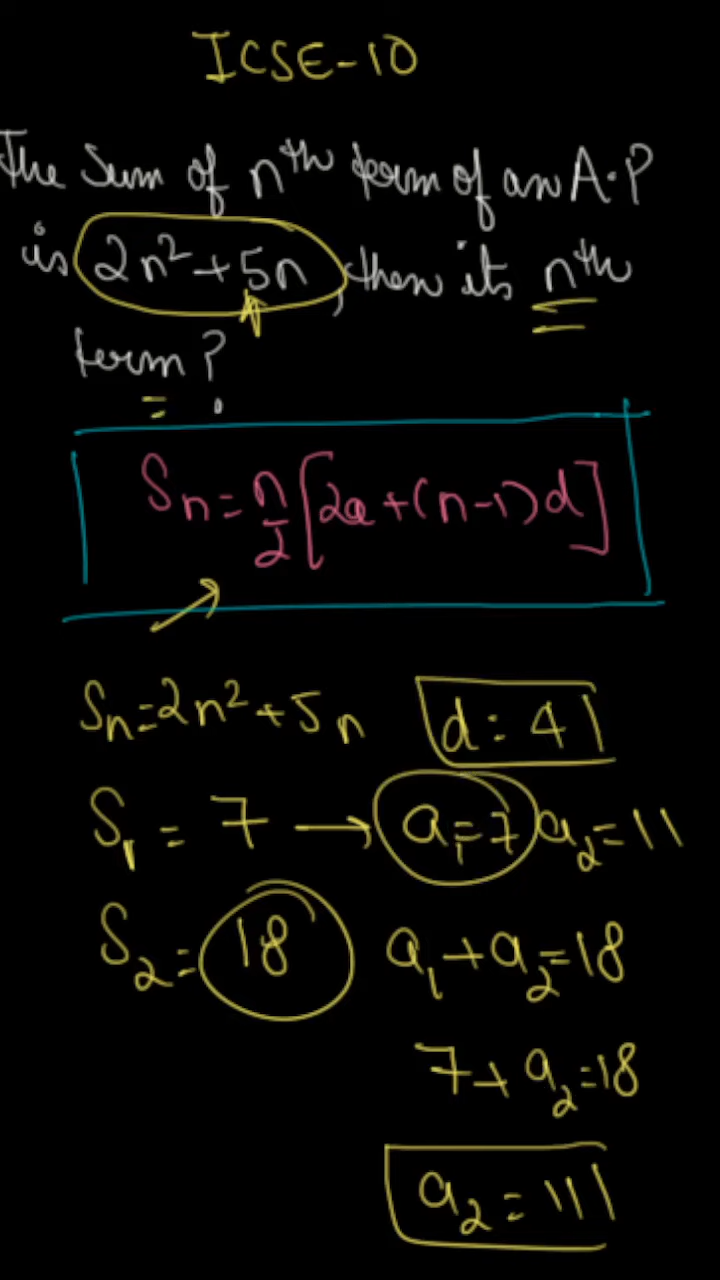 ICSE-10
The Sum of nth term of an A.P
is 2n²+5n, then its nth
term?
Sn=n/2[2a+(n-1)d]
Sn=2n²+5n d=4
S1=7→a1=7 a2=11
S2=18 a1+a2=18
7+a2=18
a2=11